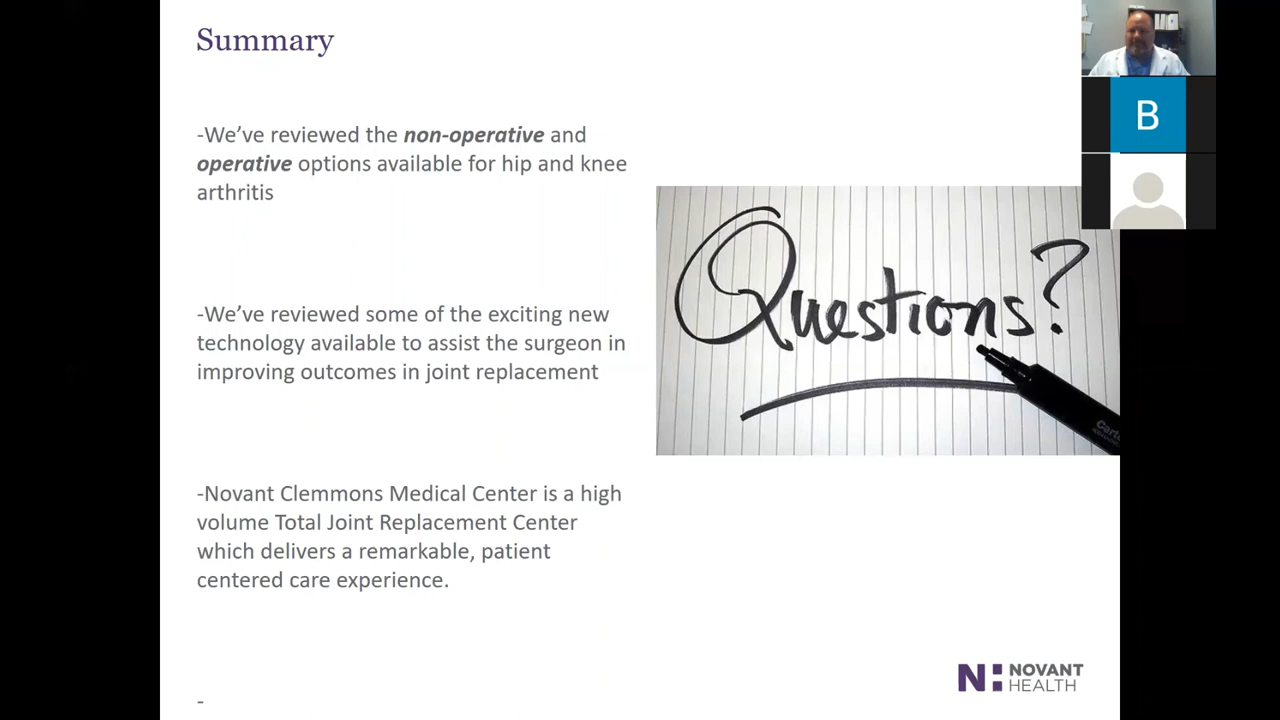 Summary
-We've reviewed the non-operative and
operative options available for hip and knee
arthritis
-We've reviewed some of the exciting new
technology available to assist the surgeon in
improving outcomes in joint replacement
-Novant Clemmons Medical Center is a high
volume Total Joint Replacement Center
which delivers a remarkable, patient
centered care experience.
-
Questions?
B
N
NOVANT
HEALTH